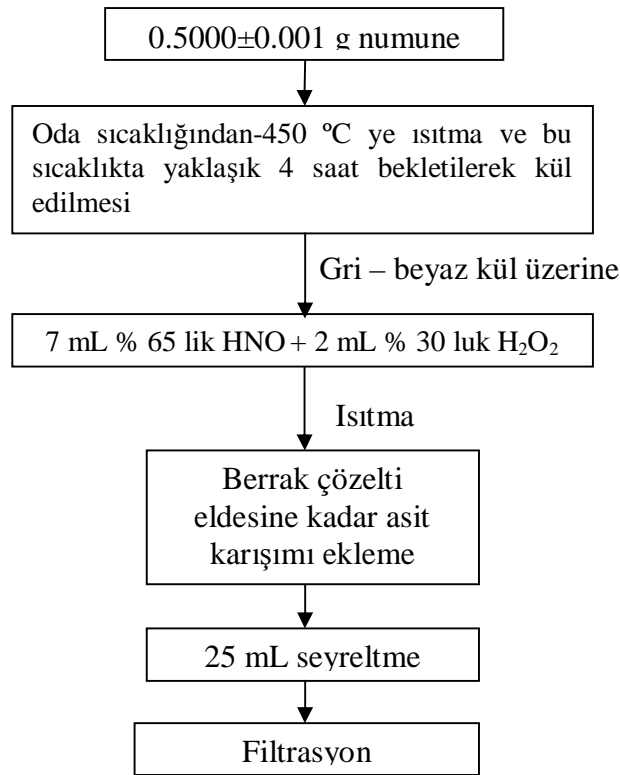 0.5000±0.001 g numune
Oda sıcaklığından-450 ºC ye ısıtma ve bu
sıcaklıkta yaklaşık 4 saat bekletilerek kül
edilmesi
Gri – beyaz kül üzerine
7 mL % 65 lik HNO + 2 mL % 30 luk H₂O₂
Isıtma
Berrak çözelti
eldesine kadar asit
karışımı ekleme
25 mL seyreltme
Filtrasyon